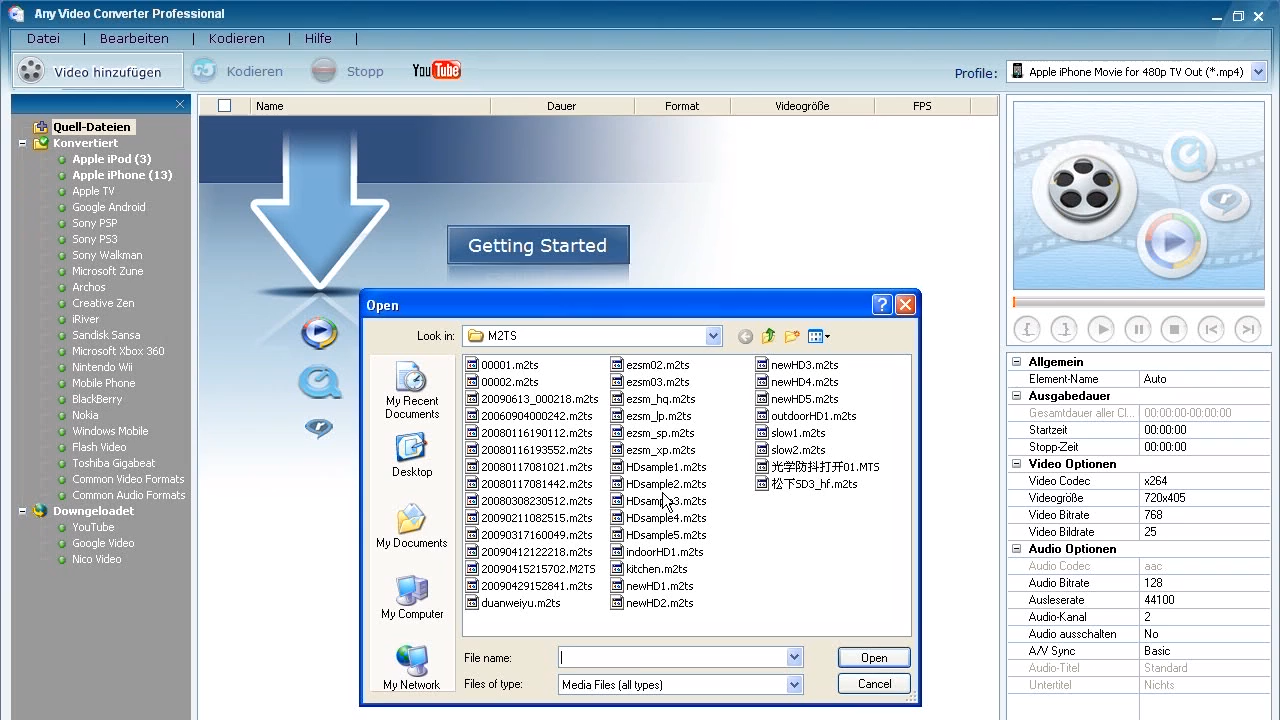 Any Video Converter Professional
Datei | Bearbeiten | Kodieren | Hilfe |
Video hinzufügen Kodieren Stopp YouTube
Profile: Apple iPhone Movie for 480p TV Out (*.mp4)
Quell-Dateien
Konvertiert
Apple iPod (3)
Apple iPhone (13)
Apple TV
Google Android
Sony PSP
Sony PS3
Sony Walkman
Microsoft Zune
Archos
Creative Zen
iRiver
Sandisk Sansa
Microsoft Xbox 360
Nintendo Wii
Mobile Phone
BlackBerry
Nokia
Windows Mobile
Flash Video
Toshiba Gigabeat
Common Video Formats
Common Audio Formats
Downgeloadet
YouTube
Google Video
Nico Video
Name Dauer Format Videogröße FPS
Getting Started
Open
Look in: M2TS
My Recent
Documents
Desktop
My Documents
My Computer
My Network
00001.m2ts
00002.m2ts
20090613_000218.m2ts
20060904000242.m2ts
20080116190112.m2ts
20080116193552.m2ts
20080117081021.m2ts
20080117081442.m2ts
20080308230512.m2ts
20090211082515.m2ts
20090317160049.m2ts
20090412122218.m2ts
20090415215702.M2TS
20090429152841.m2ts
duanweiyu.m2ts
ezsm02.m2ts
ezsm03.m2ts
ezsm_hq.m2ts
ezsm_lp.m2ts
ezsm_sp.m2ts
ezsm_xp.m2ts
HDsample1.m2ts
HDsample2.m2ts
HDsample3.m2ts
HDsample4.m2ts
HDsample5.m2ts
indoorHD1.m2ts
kitchen.m2ts
newHD1.m2ts
newHD2.m2ts
newHD3.m2ts
newHD4.m2ts
newHD5.m2ts
outdoorHD1.m2ts
slow1.m2ts
slow2.m2ts
光学防抖打开01.MTS
松下SD3_hf.m2ts
File name:
Open
Files of type: Media Files (all types)
Cancel
Allgemein
Element-Name Auto
Ausgabedauer
Gesamtdauer aller Cl... 00:00:00-00:00:00
Startzeit 00:00:00
Stopp-Zeit 00:00:00
Video Optionen
Video Codec x264
Videogröße 720x405
Video Bitrate 768
Video Bildrate 25
Audio Optionen
Audio Codec aac
Audio Bitrate 128
Ausleserate 44100
Audio-Kanal 2
Audio ausschalten No
A/V Sync Basic
Audio-Titel Standard
Untertitel Nichts